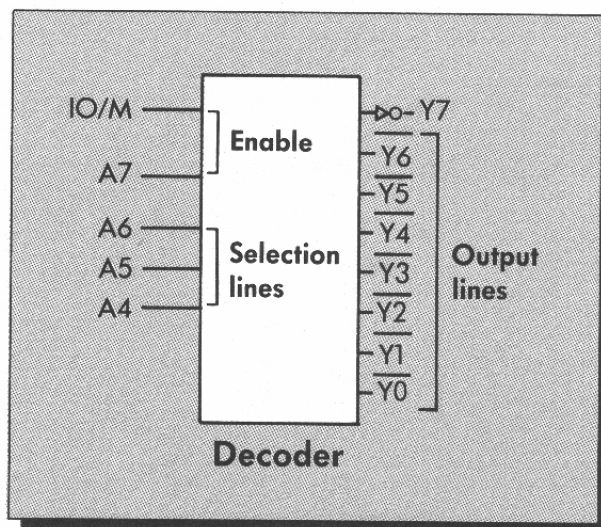 IO/M
A7
Enable
A6
A5
A4
Selection
lines
Y7
Y6
Y5
Y4
Y3
Y2
Y1
Y0
Output
lines
Decoder